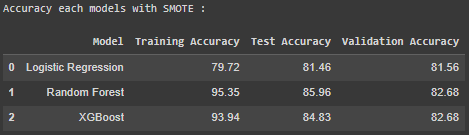 Accuracy each models with SMOTE :
Model Training Accuracy Test Accuracy Validation Accuracy
0 Logistic Regression 79.72 81.46 81.56
1 Random Forest 95.35 85.96 82.68
2 XGBoost 93.94 84.83 82.68